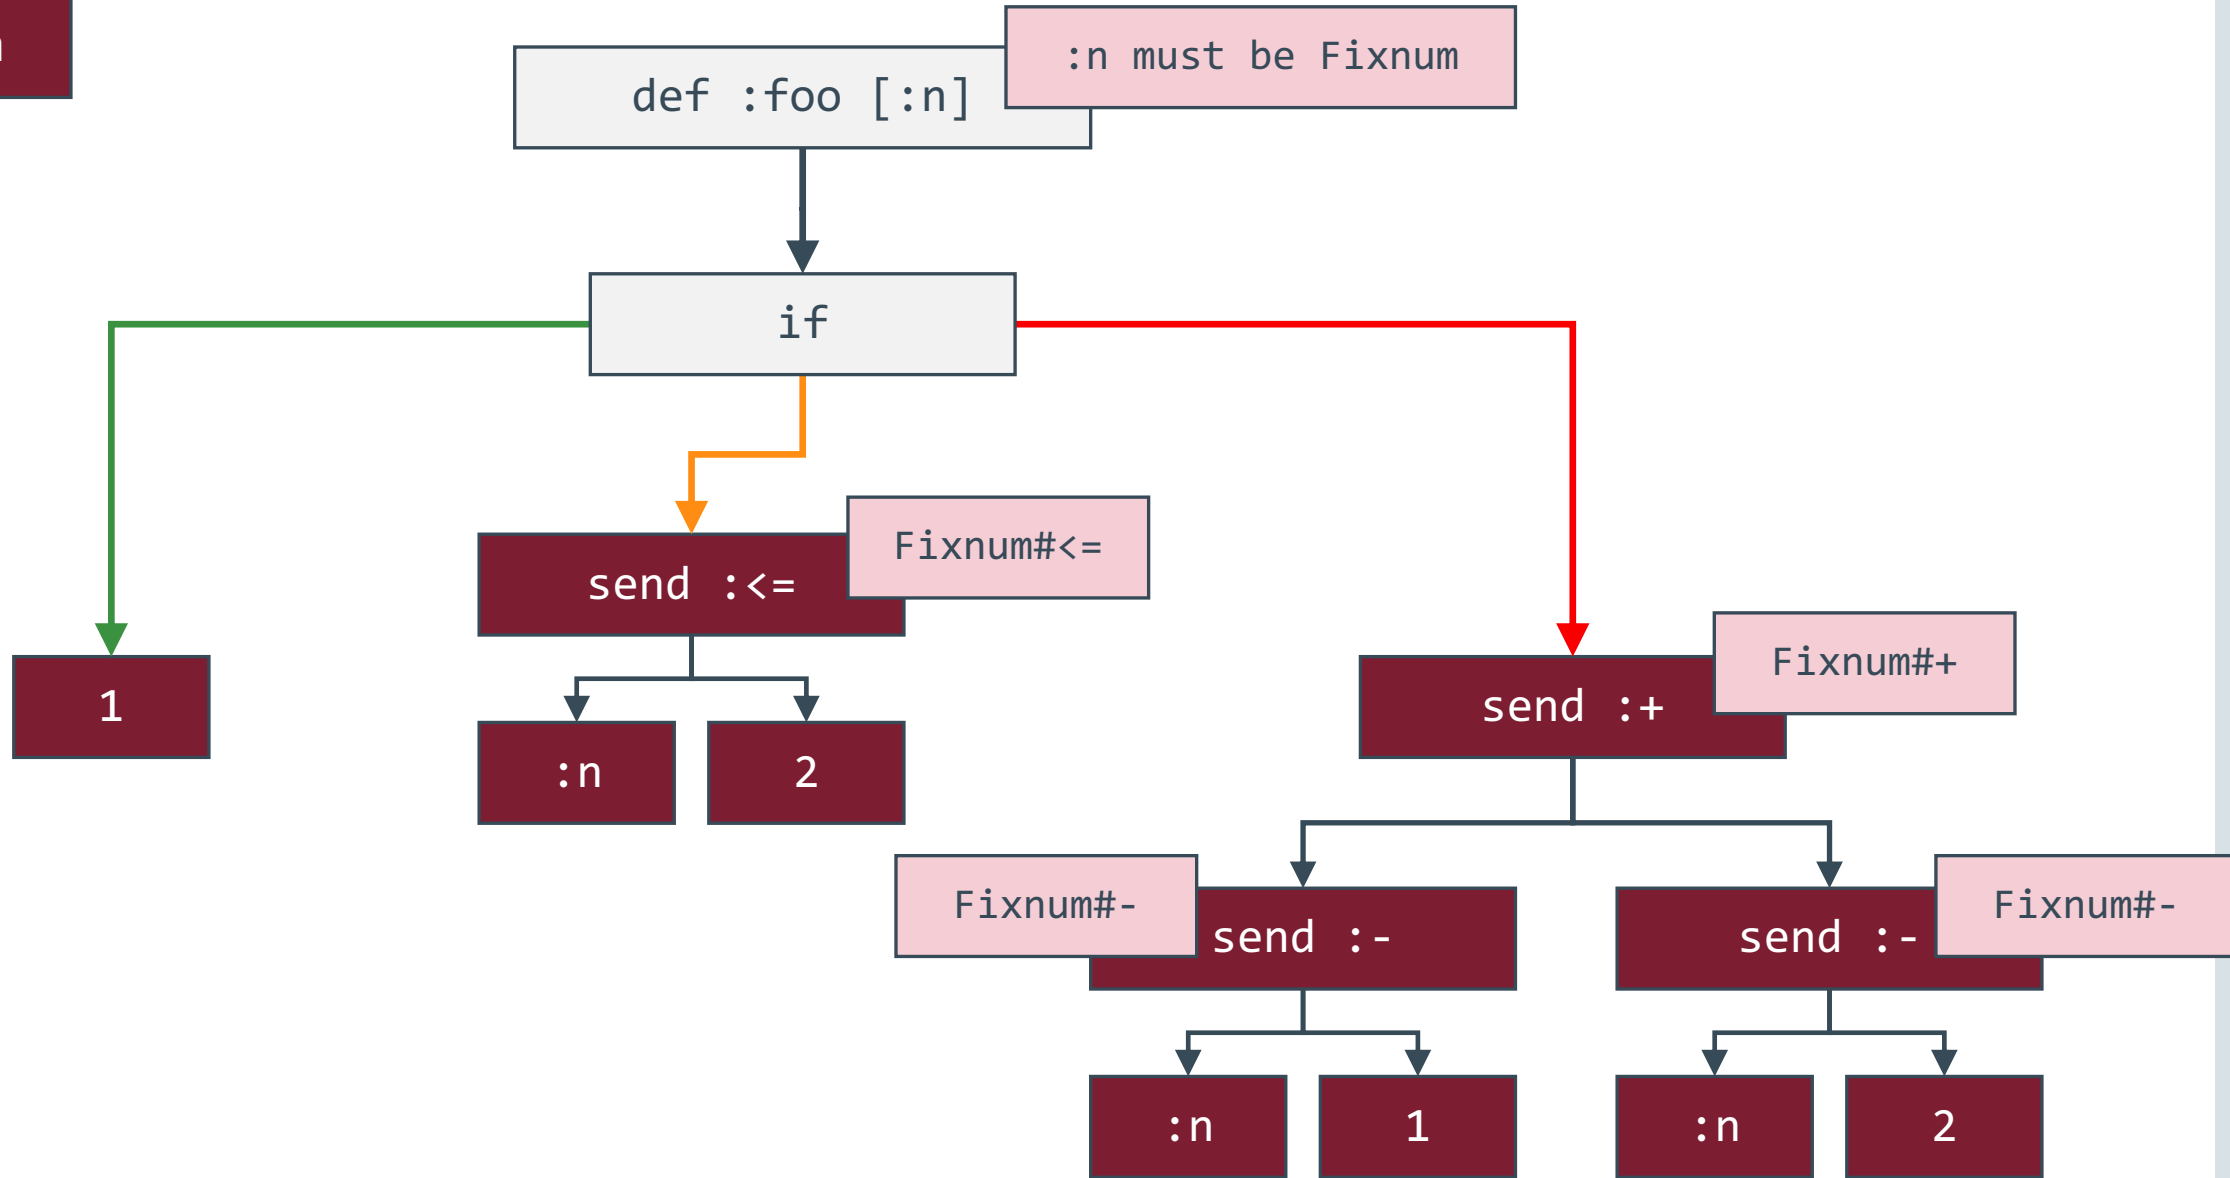 :n must be Fixnum
def :foo [:n]
if
Fixnum#<=
send :<=
Fixnum#+
1
send :+
:n
2
Fixnum#-
Fixnum#-
send :-
send :-
:n
1
:n
2